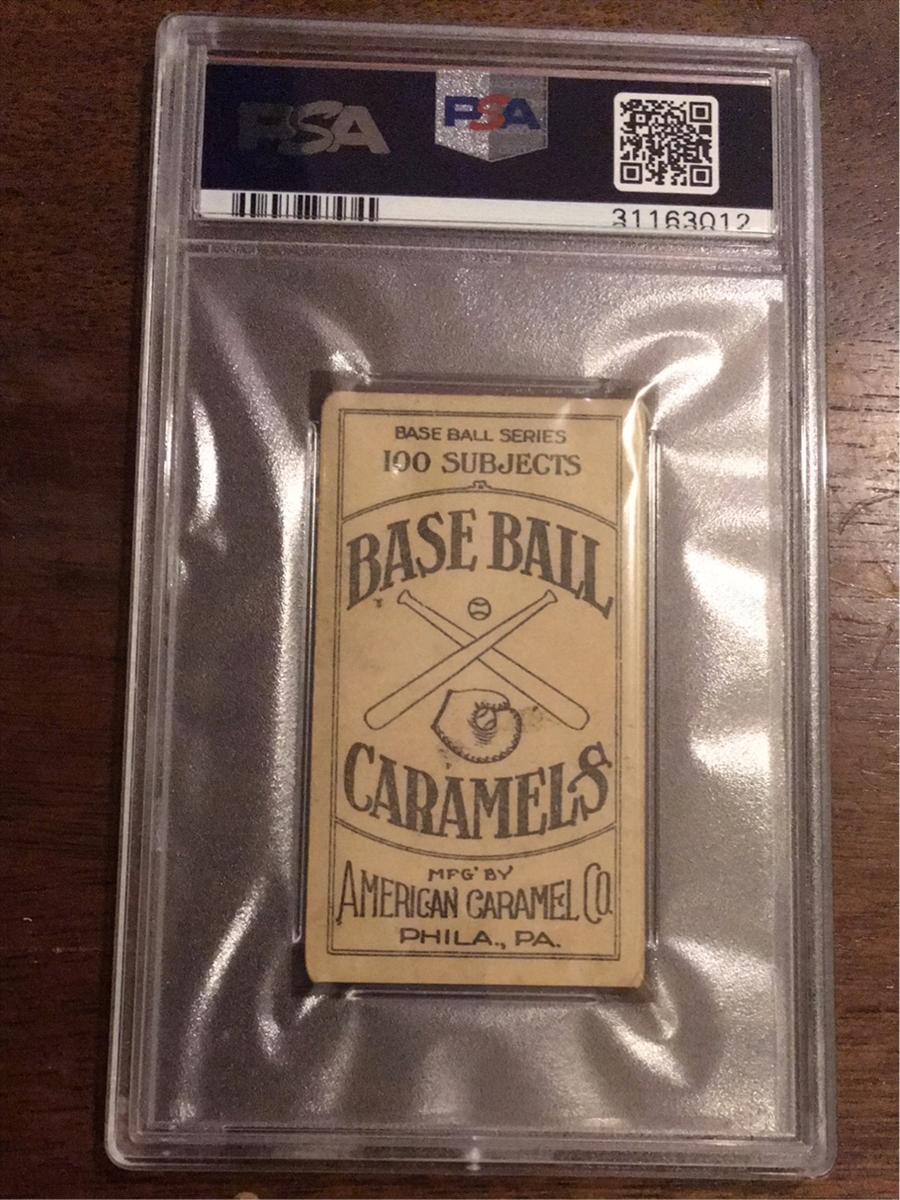 PSA
PSA
31163012
BASE BALL SERIES
100 SUBJECTS
BASE BALL
CARAMELS
MFG' BY
AMERICAN CARAMEL CO.
PHILA., PA.